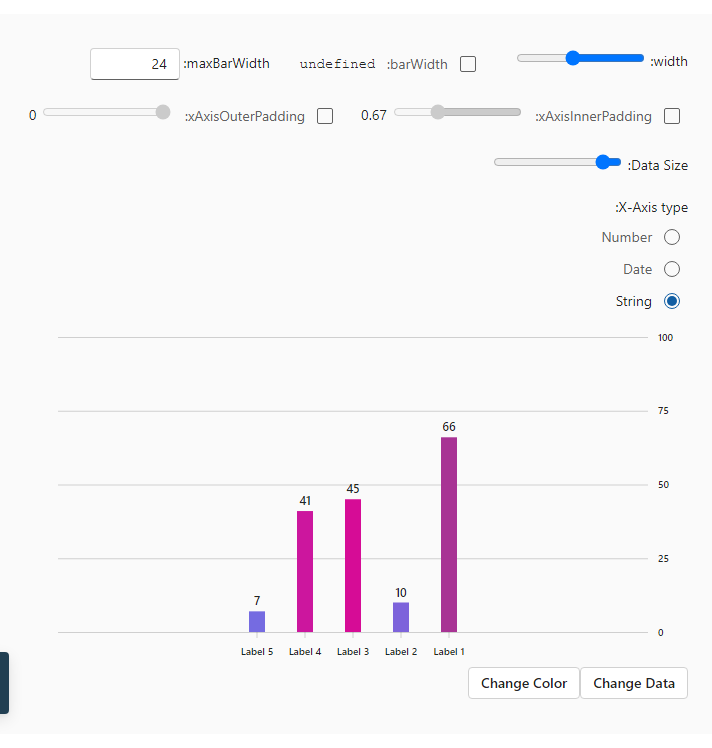 width:
barWidth: undefined
maxBarWidth: 24
xAxisInnerPadding: 0.67
xAxisOuterPadding: 0
Data Size:
X-Axis type:
Number
Date
String
100
75
50
25
0
66
10
45
41
7
Label 1
Label 2
Label 3
Label 4
Label 5
Change Data
Change Color